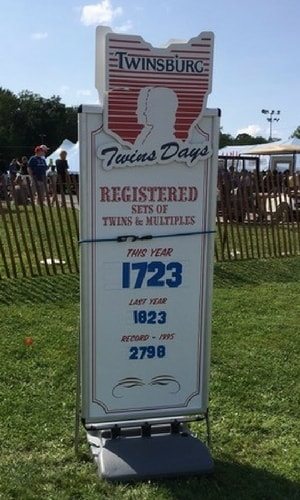 TWINSBURG
Twins Days
REGISTERED
SETS OF
TWINS & MULTIPLES
THIS YEAR
1723
LAST YEAR
1823
RECORD - 1995
2798